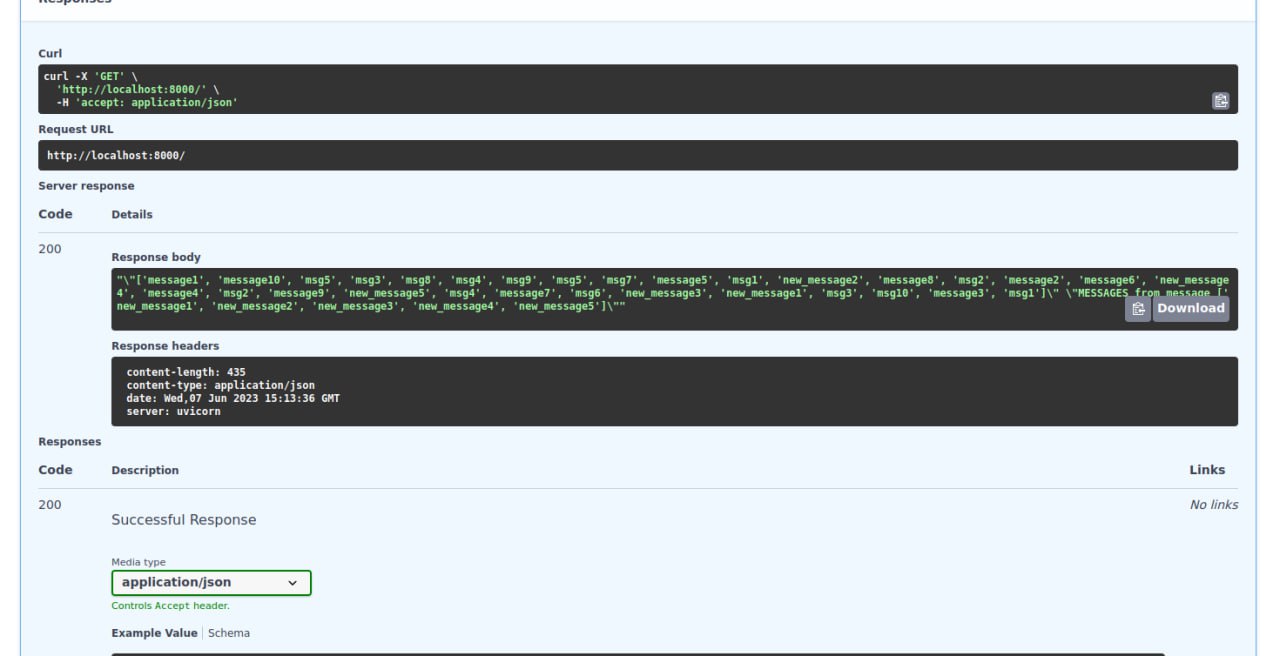 Responses
Curl
curl -X 'GET' \
'http://localhost:8000/' \
-H 'accept: application/json'
Request URL
http://localhost:8000/
Server response
Code Details
200
Response body
"\"['message1', 'message10', 'msg5', 'msg3', 'msg8', 'msg4', 'msg9', 'msg5', 'msg7', 'message5', 'msg1', 'new_message2', 'message8', 'msg2', 'message2', 'message6', 'new_message
4', 'message4', 'msg2', 'message9', 'new_message5', 'msg4', 'message7', 'msg6', 'new_message3', 'new_message1', 'msg3', 'msg10', 'message3', 'msg1']\" \"MESSAGES from message ['
new_message1', 'new_message2', 'new_message3', 'new_message4', 'new_message5']\""
Download
Response headers
content-length: 435
content-type: application/json
date: Wed,07 Jun 2023 15:13:36 GMT
server: uvicorn
Responses
Code Description Links
200 No links
Successful Response
Media type
application/json
Controls Accept header.
Example Value Schema